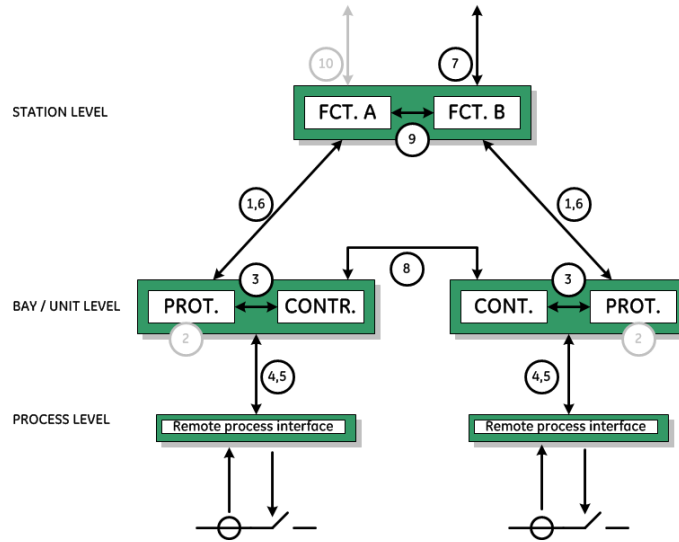 10
7
STATION LEVEL
FCT. A
FCT. B
9
1,6
1,6
8
3
3
BAY / UNIT LEVEL
PROT.
CONTR.
CONT.
PROT.
2
2
4,5
4,5
PROCESS LEVEL
Remote process interface
Remote process interface